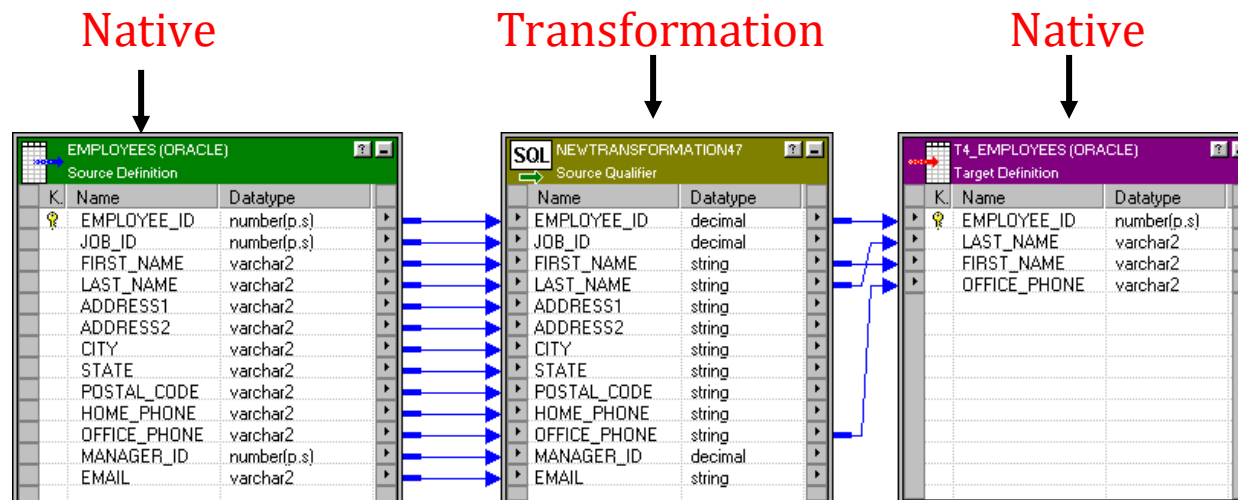 Native Transformation Native
EMPLOYEES (ORACLE)
Source Definition
K. Name Datatype
EMPLOYEE_ID number(p.s)
JOB_ID number(p.s)
FIRST_NAME varchar2
LAST_NAME varchar2
ADDRESS1 varchar2
ADDRESS2 varchar2
CITY varchar2
STATE varchar2
POSTAL_CODE varchar2
HOME_PHONE varchar2
OFFICE_PHONE varchar2
MANAGER_ID number(p.s)
EMAIL varchar2
SQL NEWTRANSFORMATION47
Source Qualifier
Name Datatype
EMPLOYEE_ID decimal
JOB_ID decimal
FIRST_NAME string
LAST_NAME string
ADDRESS1 string
ADDRESS2 string
CITY string
STATE string
POSTAL_CODE string
HOME_PHONE string
OFFICE_PHONE string
MANAGER_ID decimal
EMAIL string
T4_EMPLOYEES (ORACLE)
Target Definition
K. Name Datatype
EMPLOYEE_ID number(p.s)
LAST_NAME varchar2
FIRST_NAME varchar2
OFFICE_PHONE varchar2